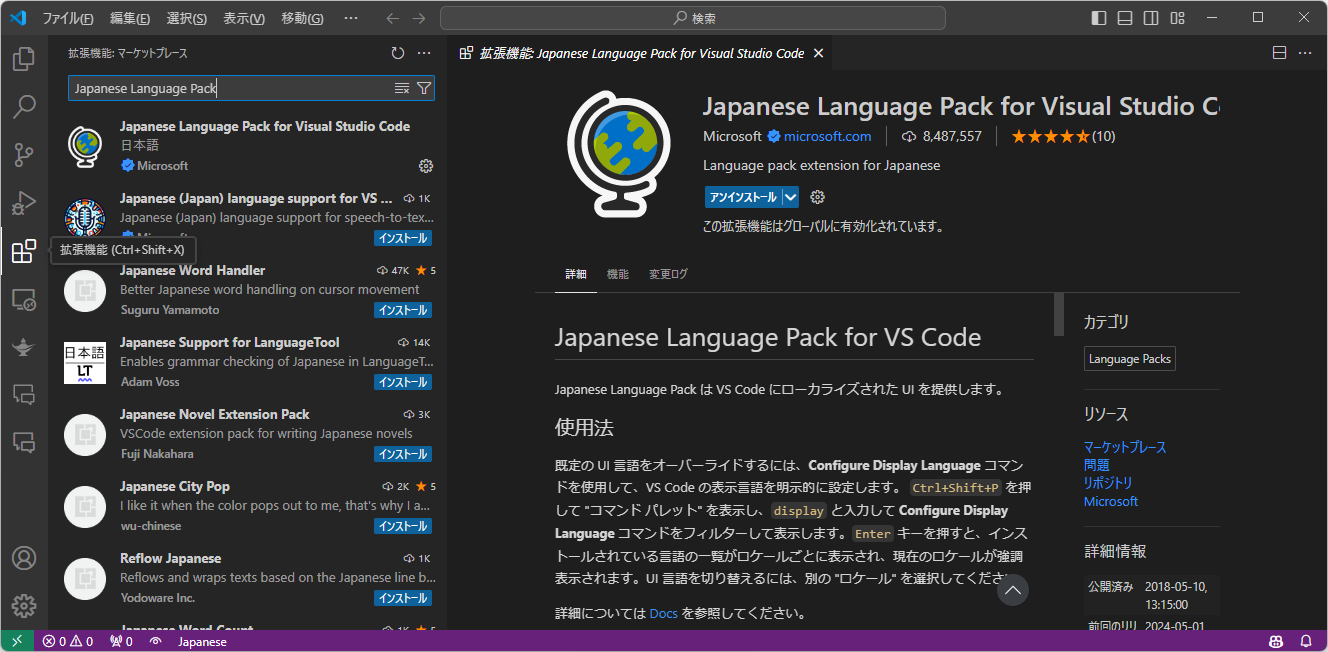 ファイル(F) 編集(E) 選択(S) 表示(V) 移動(G) … 検索
拡張機能: マーケットプレース
Japanese Language Pack
Japanese Language Pack for Visual Studio Code
日本語
Microsoft
Japanese (Japan) language support for VS ... 1K
Japanese (Japan) language support for speech-to-tex...
インストール
拡張機能 (Ctrl+Shift+X)
Japanese Word Handler 47K ★ 5
Better Japanese word handling on cursor movement
Suguru Yamamoto インストール
日本語
LT
Japanese Support for LanguageTool 14K
Enables grammar checking of Japanese in LanguageT...
Adam Voss インストール
Japanese Novel Extension Pack 3K
VSCode extension pack for writing Japanese novels
Fuji Nakahara インストール
Japanese City Pop 2K ★ 5
I like it when the color pops out to me, that's why I a...
wu-chinese インストール
Reflow Japanese 1K
Reflows and wraps texts based on the Japanese line b...
Yodoware Inc. インストール
Japanese Word Count 1K ★ 5
拡張機能: Japanese Language Pack for Visual Studio Code
Japanese Language Pack for Visual Studio C
Microsoft microsoft.com 8,487,557 ★★★★★(10)
Language pack extension for Japanese
アンインストール
この拡張機能はグローバルに有効化されています。
詳細 機能 変更ログ
Japanese Language Pack for VS Code
Japanese Language Pack は VS Code にローカライズされた UI を提供します。
使用法
既定の UI 言語をオーバーライドするには、Configure Display Language コマン
ドを使用して、VS Code の表示言語を明示的に設定します。 Ctrl+Shift+P を押
して "コマンド パレット" を表示し、display と入力して Configure Display
Language コマンドをフィルターして表示します。Enter キーを押すと、インス
トールされている言語の一覧がロケールごとに表示され、現在のロケールが強調
表示されます。UI 言語を切り替えるには、別の "ロケール" を選択してくださ
詳細については Docs を参照してください。
カテゴリ
Language Packs
リソース
マーケットプレース
問題
リポジトリ
Microsoft
詳細情報
公開済み 2018-05-10,
13:15:00
前回のリリ 2024-05-01
0 0 0 Japanese